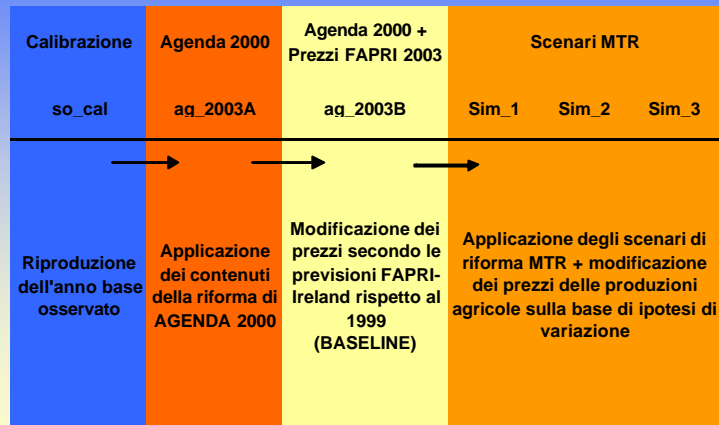 Calibrazione
Agenda 2000
Agenda 2000 +
Prezzi FAPRI 2003
Scenari MTR
so_cal
ag_2003A
ag_2003B
Sim_1
Sim_2
Sim_3
Riproduzione
dell'anno base
osservato
Applicazione
dei contenuti
della riforma di
AGENDA 2000
Modificazione dei
prezzi secondo le
previsioni FAPRI-
Ireland rispetto al
1999
(BASELINE)
Applicazione degli scenari di
riforma MTR + modificazione
dei prezzi delle produzioni
agricole sulla base di ipotesi di
variazione